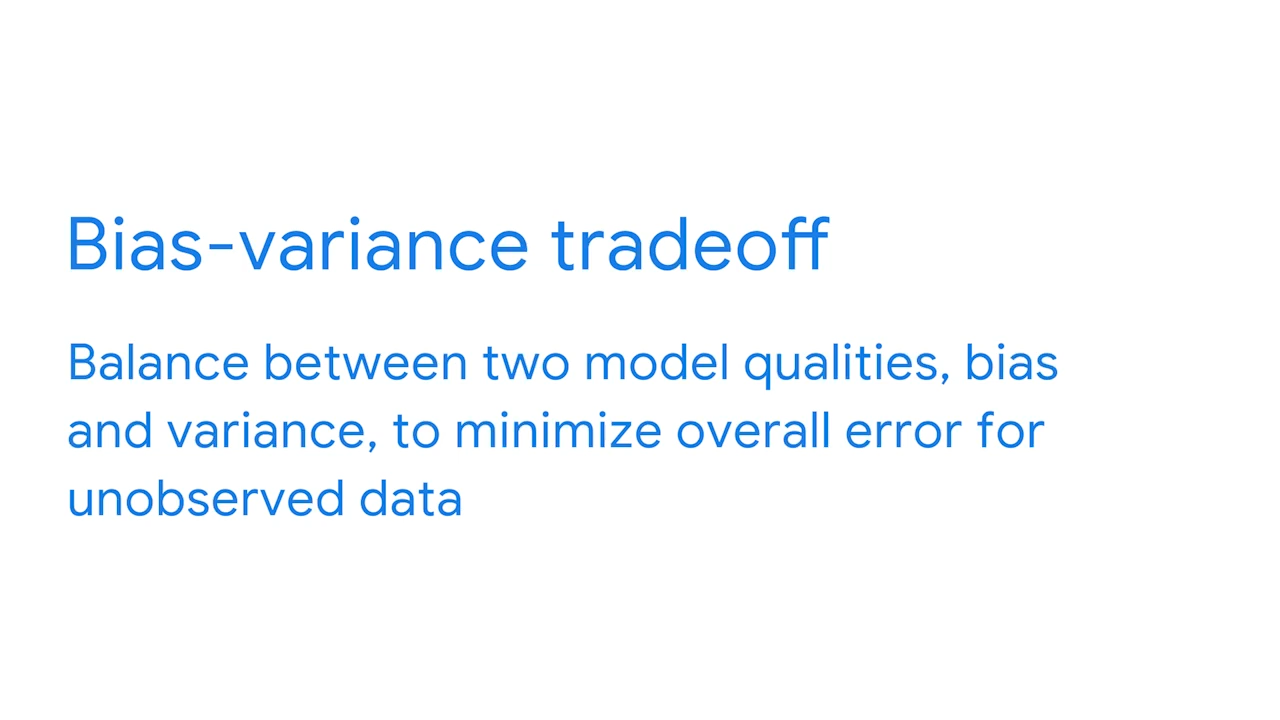 Bias-variance tradeoff
Balance between two model qualities, bias
and variance, to minimize overall error for
unobserved data